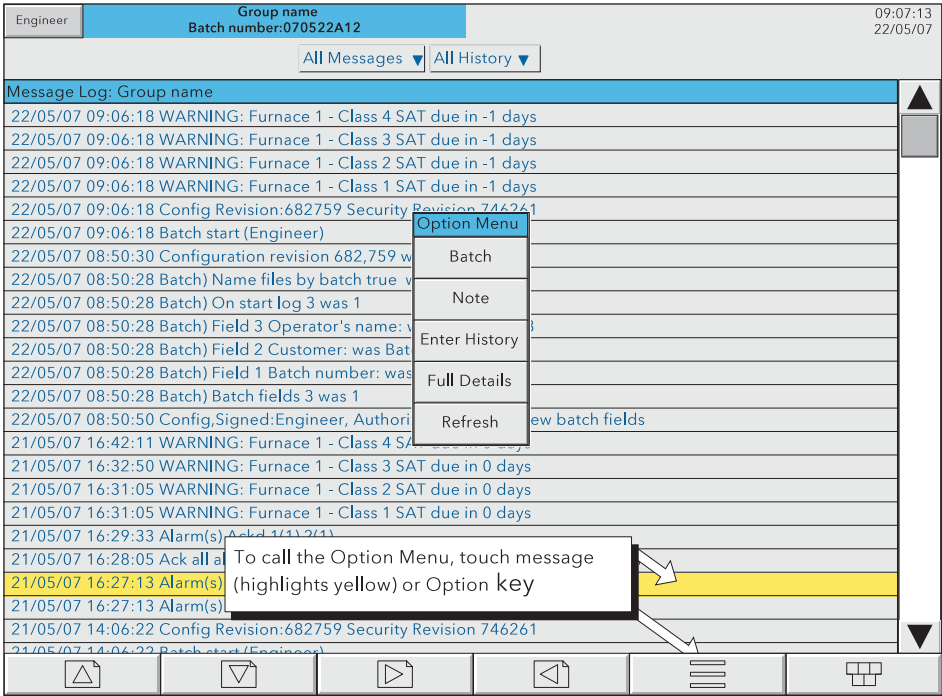 Engineer
Group name
Batch number:070522A12
09:07:13
22/05/07
All Messages
All History
Message Log: Group name
22/05/07 09:06:18 WARNING: Furnace 1 - Class 4 SAT due in -1 days
22/05/07 09:06:18 WARNING: Furnace 1 - Class 3 SAT due in -1 days
22/05/07 09:06:18 WARNING: Furnace 1 - Class 2 SAT due in -1 days
22/05/07 09:06:18 WARNING: Furnace 1 - Class 1 SAT due in -1 days
22/05/07 09:06:18 Config Revision:682759 Security Revision 746261
22/05/07 09:06:18 Batch start (Engineer)
22/05/07 08:50:30 Configuration revision 682,759 w
22/05/07 08:50:28 Batch) Name files by batch true
22/05/07 08:50:28 Batch) On start log 3 was 1
22/05/07 08:50:28 Batch) Field 3 Operator's name:
22/05/07 08:50:28 Batch) Field 2 Customer: was Bat
22/05/07 08:50:28 Batch) Field 1 Batch number: was
22/05/07 08:50:28 Batch) Batch fields 3 was 1
22/05/07 08:50:50 Config,Signed:Engineer, Authori ew batch fields
21/05/07 16:42:11 WARNING: Furnace 1 - Class 4 SAT due in 0 days
21/05/07 16:32:50 WARNING: Furnace 1 - Class 3 SAT due in 0 days
21/05/07 16:31:05 WARNING: Furnace 1 - Class 2 SAT due in 0 days
21/05/07 16:31:05 WARNING: Furnace 1 - Class 1 SAT due in 0 days
21/05/07 16:29:33 Alarm(s) Ackd 1(1) 2(1)
21/05/07 16:28:05 Ack all al
21/05/07 16:27:13 Alarm(s)
21/05/07 16:27:13 Alarm(s)
21/05/07 14:06:22 Config Revision:682759 Security Revision 746261
21/05/07 14:06:22 Batch start (Engineer)
Option Menu
Batch
Note
Enter History
Full Details
Refresh
To call the Option Menu, touch message
(highlights yellow) or Option key